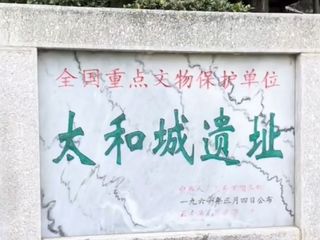 全国重点文物保护单位
太和城遗址
一九六一年三月四日公布